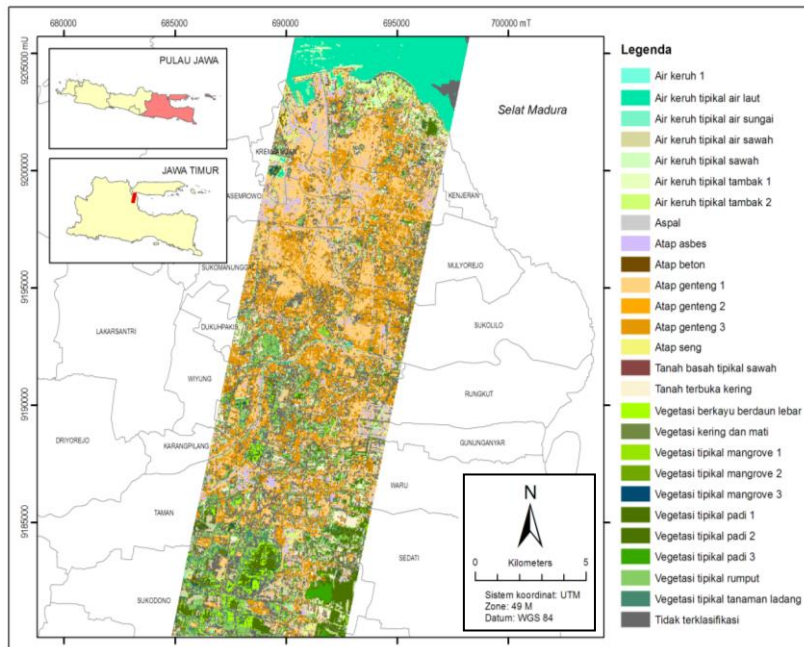 680000
685000
690000
695000
700000 mT
9205000 mU
9200000
9195000
9190000
9185000
PULAU JAWA
JAWA TIMUR
Selat Madura
ASEMROWO
KENJERAN
SUKOMANUNGGAL
MULYOREJO
LAKARSANTRI
DUKUHPAKIS
SUKOLILO
WIYUNG
RUNGKUT
DRIYOREJO
KARANGPILANG
GUNUNGANYAR
WARU
TAMAN
SEDATI
SUKODONO
N
0
5
Kilometers
Sistem koordinat: UTM
Zone: 49 M
Datum: WGS 84
Legenda
Air keruh 1
Air keruh tipikal air laut
Air keruh tipikal air sungai
Air keruh tipikal air sawah
Air keruh tipikal sawah
Air keruh tipikal tambak 1
Air keruh tipikal tambak 2
Aspal
Atap asbes
Atap beton
Atap genteng 1
Atap genteng 2
Atap genteng 3
Atap seng
Tanah basah tipikal sawah
Tanah terbuka kering
Vegetasi berkayu berdaun lebar
Vegetasi kering dan mati
Vegetasi tipikal mangrove 1
Vegetasi tipikal mangrove 2
Vegetasi tipikal mangrove 3
Vegetasi tipikal padi 1
Vegetasi tipikal padi 2
Vegetasi tipikal padi 3
Vegetasi tipikal rumput
Vegetasi tipikal tanaman ladang
Tidak terklasifikasi